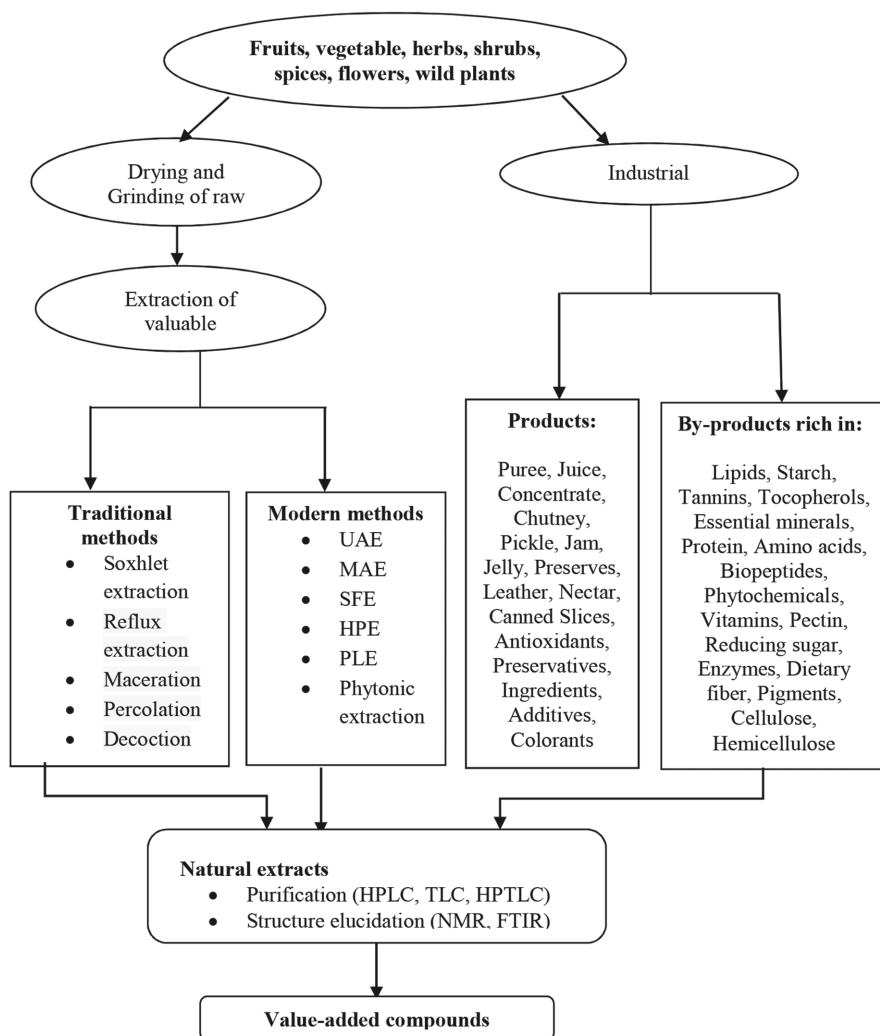 Fruits, vegetable, herbs, shrubs,
spices, flowers, wild plants
Drying and
Grinding of raw
Industrial
Extraction of
valuable
Traditional
methods
• Soxhlet
extraction
• Reflux
extraction
• Maceration
• Percolation
• Decoction
Modern methods
• UAE
• MAE
• SFE
• HPE
• PLE
• Phytonic
extraction
Products:
Puree, Juice,
Concentrate,
Chutney,
Pickle, Jam,
Jelly, Preserves,
Leather, Nectar,
Canned Slices,
Antioxidants,
Preservatives,
Ingredients,
Additives,
Colorants
By-products rich in:
Lipids, Starch,
Tannins, Tocopherols,
Essential minerals,
Protein, Amino acids,
Biopeptides,
Phytochemicals,
Vitamins, Pectin,
Reducing sugar,
Enzymes, Dietary
fiber, Pigments,
Cellulose,
Hemicellulose
Natural extracts
• Purification (HPLC, TLC, HPTLC)
• Structure elucidation (NMR, FTIR)
Value-added compounds